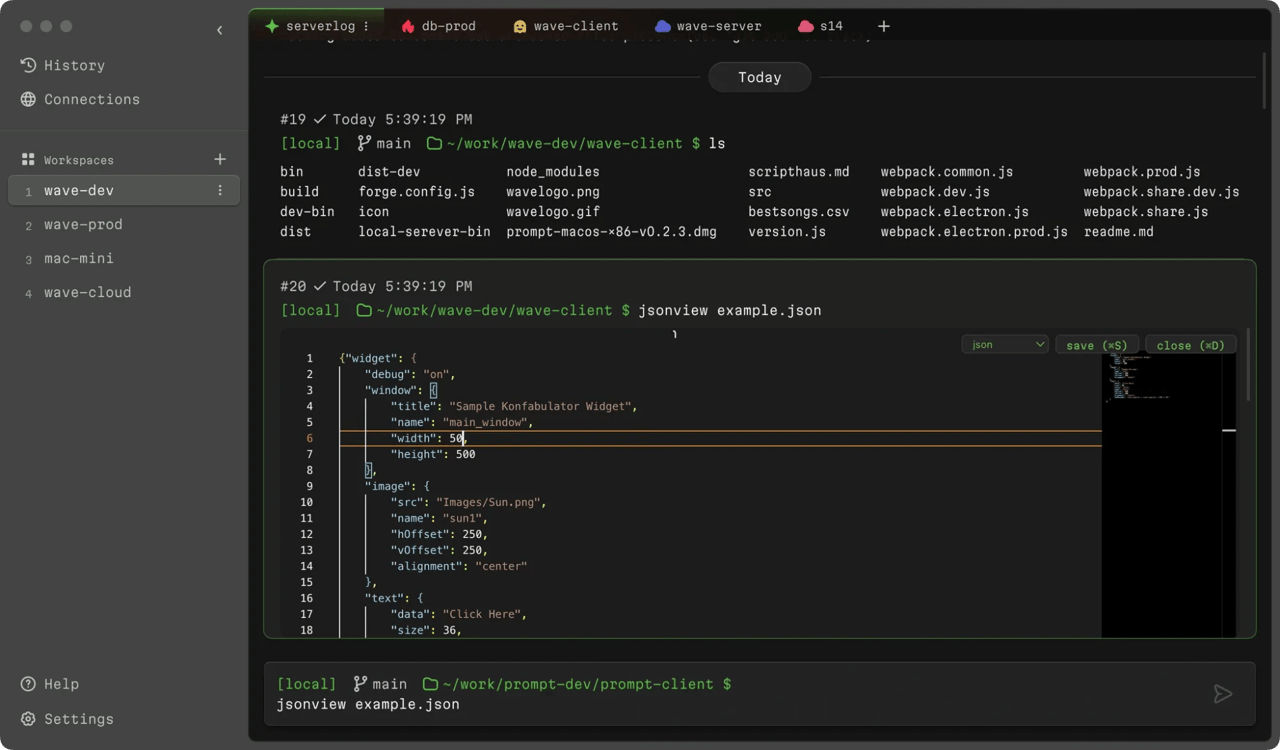 serverlog
db-prod
wave-client
wave-server
s14
+
History
Connections
Workspaces +
1 wave-dev
2 wave-prod
3 mac-mini
4 wave-cloud
Help
Settings
Today
#19 ✓ Today 5:39:19 PM
[local] main ~/work/wave-dev/wave-client $ ls
bin dist-dev node_modules scripthaus.md webpack.common.js webpack.prod.js
build forge.config.js wavelogo.png src webpack.dev.js webpack.share.dev.js
dev-bin icon wavelogo.gif bestsongs.csv webpack.electron.js webpack.share.js
dist local-serever-bin prompt-macos-×86-v0.2.3.dmg version.js webpack.electron.prod.js readme.md
#20 ✓ Today 5:39:19 PM
[local] ~/work/wave-dev/wave-client $ jsonview example.json
json save (⌘S) close (⌘D)
1 {"widget": {
2 "debug": "on",
3 "window": {
4 "title": "Sample Konfabulator Widget",
5 "name": "main_window",
6 "width": 50,
7 "height": 500
8 },
9 "image": {
10 "src": "Images/Sun.png",
11 "name": "sun1",
12 "hOffset": 250,
13 "vOffset": 250,
14 "alignment": "center"
15 },
16 "text": {
17 "data": "Click Here",
18 "size": 36,
[local] main ~/work/prompt-dev/prompt-client $
jsonview example.json